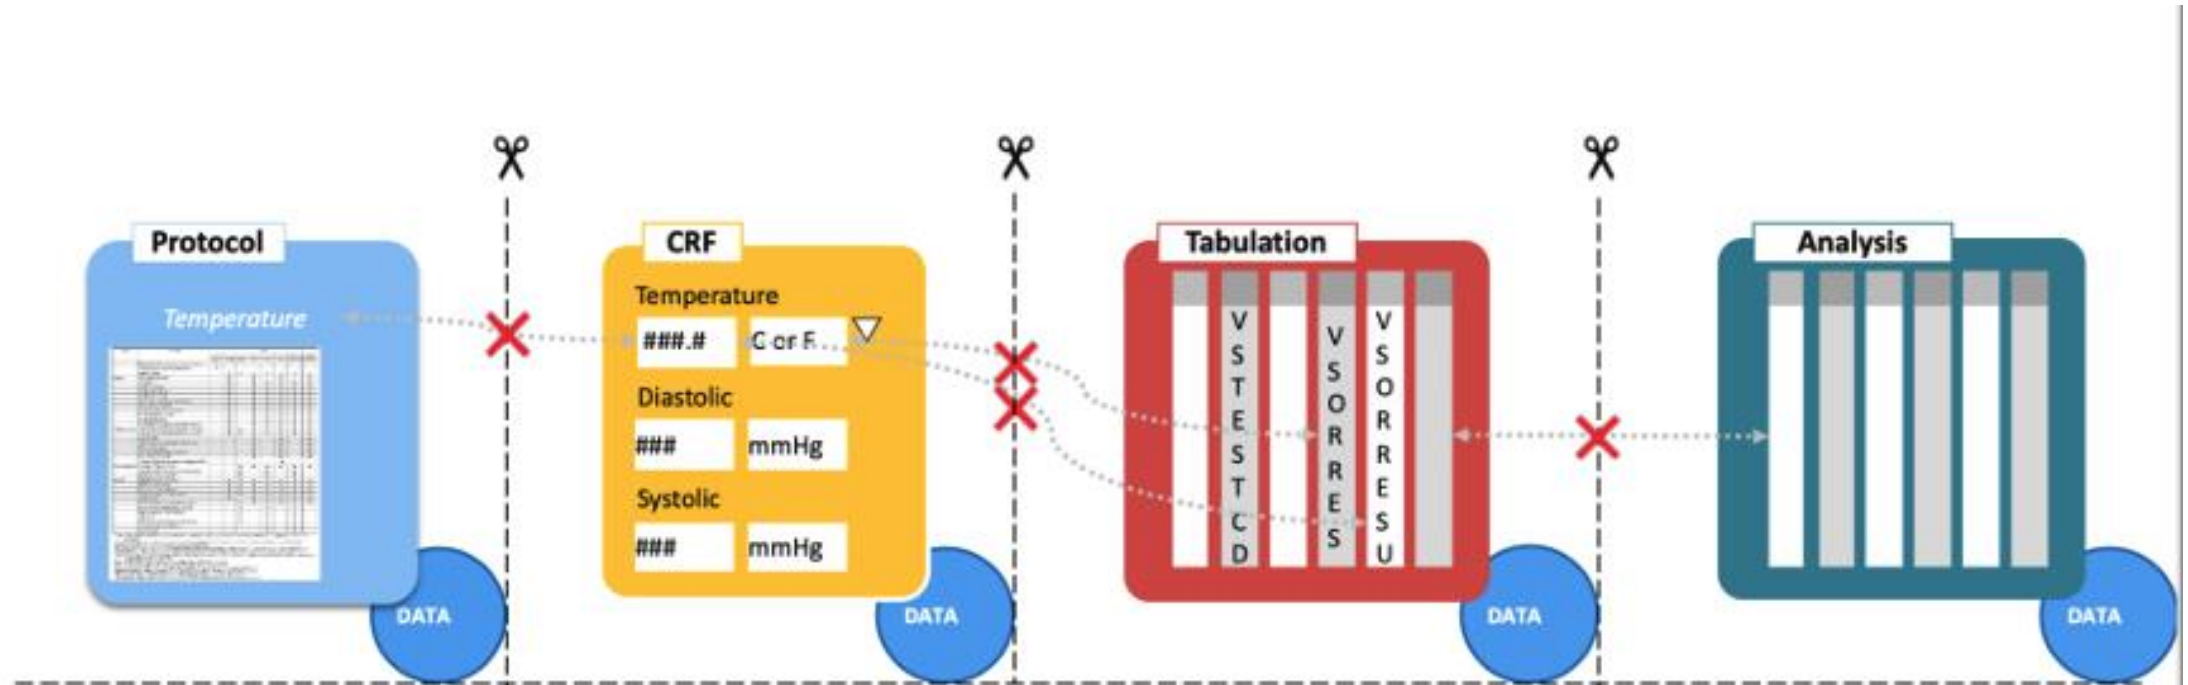 Protocol
Temperature
DATA
CRF
Temperature
###.# C or F
Diastolic
### mmHg
Systolic
### mmHg
DATA
Tabulation
VSTESTCD
VSORRES
VSORRESU
DATA
Analysis
DATA